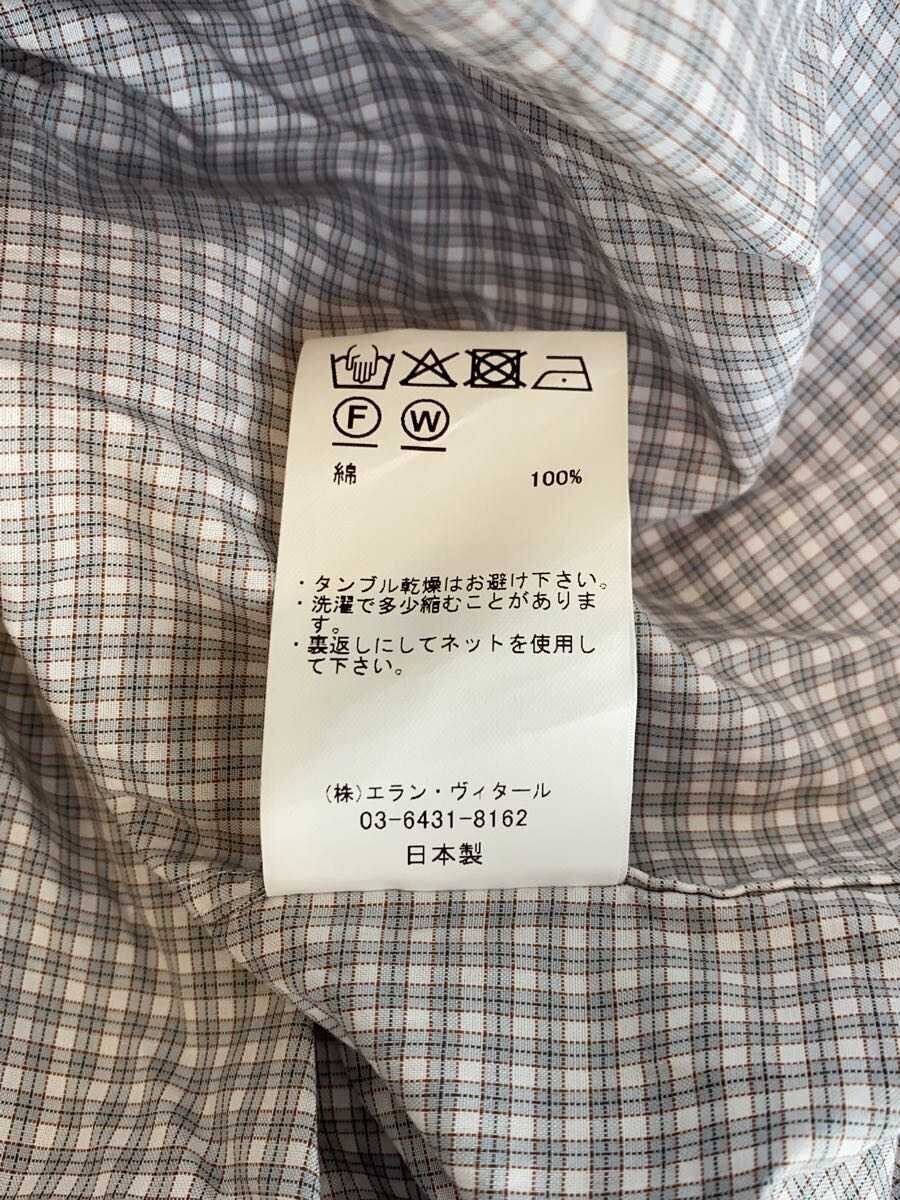 F W
綿 100%
・タンブル乾燥はお避け下さい。
・洗濯で多少縮むことがありま
す。
・裏返しにしてネットを使用し
て下さい。
(株)エラン・ヴィタール
03-6431-8162
日本製